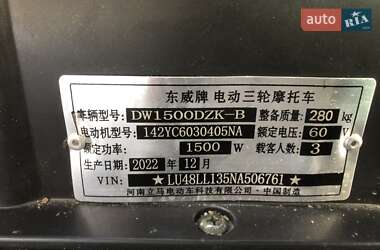 auto RIA
东威牌 电动三轮摩托车
车辆型号: DW1500DZK-B 整备质量: 280 kg
电动机型号: 142YC6030405NA 额定电压: 60 V
额定功率: 1500 W 载客人数: 3
生产日期: 2022 年 12 月
VIN: ★LU48LL135NA506761★
河南立马电动车科技有限公司·中国制造